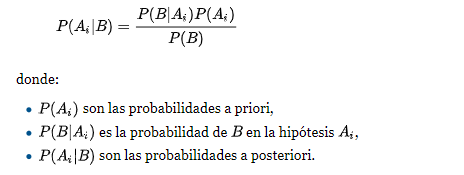 P(A_i|B) = \frac{P(B|A_i)P(A_i)}{P(B)}
donde:
• P(A_i) son las probabilidades a priori,
• P(B|A_i) es la probabilidad de B en la hipótesis A_i,
• P(A_i|B) son las probabilidades a posteriori.